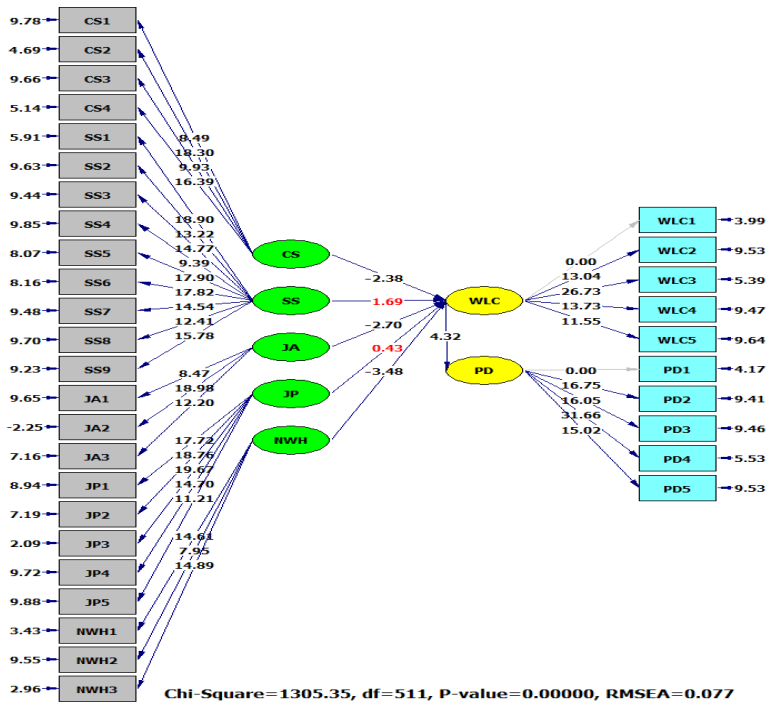 9.78 CS1
4.69 CS2
9.66 CS3
5.14 CS4
5.91 SS1
9.63 SS2
9.44 SS3
9.85 SS4
8.07 SS5
8.16 SS6
9.48 SS7
9.70 SS8
9.23 SS9
9.65 JA1
-2.25 JA2
7.16 JA3
8.94 JP1
7.19 JP2
2.09 JP3
9.72 JP4
9.88 JP5
3.43 NWH1
9.55 NWH2
2.96 NWH3
8.49
18.30
9.93
16.39
18.90
13.22
14.77
9.39
17.90
17.82
14.54
12.41
15.78
8.47
18.98
12.20
17.72
18.76
19.67
14.70
11.21
14.61
7.95
14.89
CS
SS
JA
JP
NWH
-2.38
1.69
-2.70
0.43
-3.48
WLC
4.32
PD
0.00
13.04
26.73
13.73
11.55
0.00
16.75
16.05
31.66
15.02
WLC1 3.99
WLC2 9.53
WLC3 5.39
WLC4 9.47
WLC5 9.64
PD1 4.17
PD2 9.41
PD3 9.46
PD4 5.53
PD5 9.53
Chi-Square=1305.35, df=511, P-value=0.00000, RMSEA=0.077